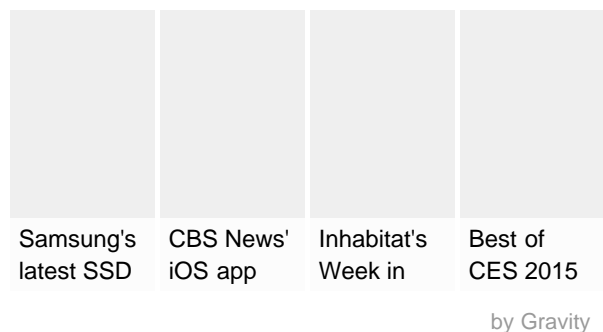 Samsung's
latest SSD
CBS News'
iOS app
Inhabitat's
Week in
Best of
CES 2015
by Gravity